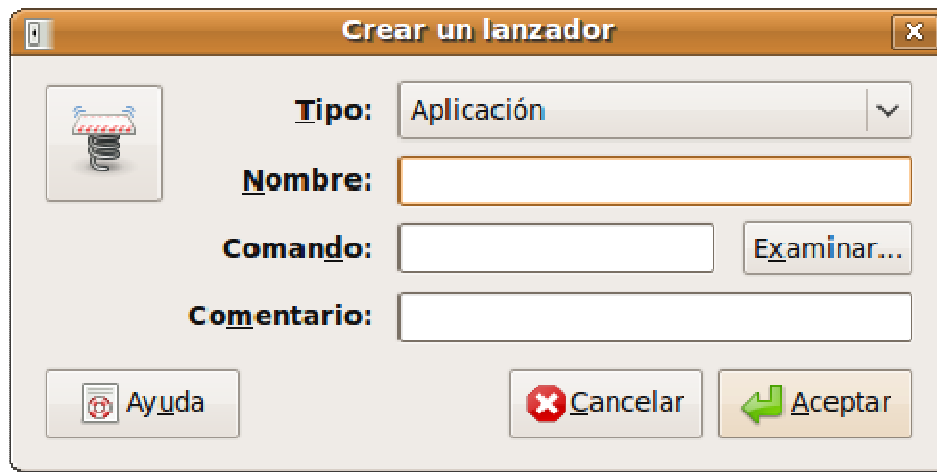 Crear un lanzador
Tipo: Aplicación
Nombre:
Comando: Examinar...
Comentario:
Ayuda Cancelar Aceptar